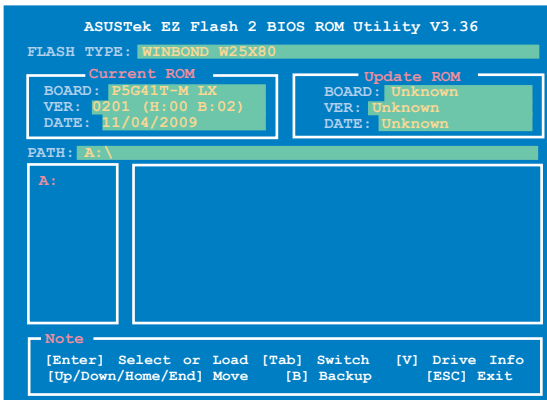 ASUSTek EZ Flash 2 BIOS ROM Utility V3.36
FLASH TYPE: WINBOND W25X80
Current ROM
BOARD: P5G41T-M LX
VER: 0201 (H:00 B:02)
DATE: 11/04/2009
Update ROM
BOARD: Unknown
VER: Unknown
DATE: Unknown
PATH: A:\
A:
Note
[Enter] Select or Load [Tab] Switch [V] Drive Info
[Up/Down/Home/End] Move [B] Backup [ESC] Exit